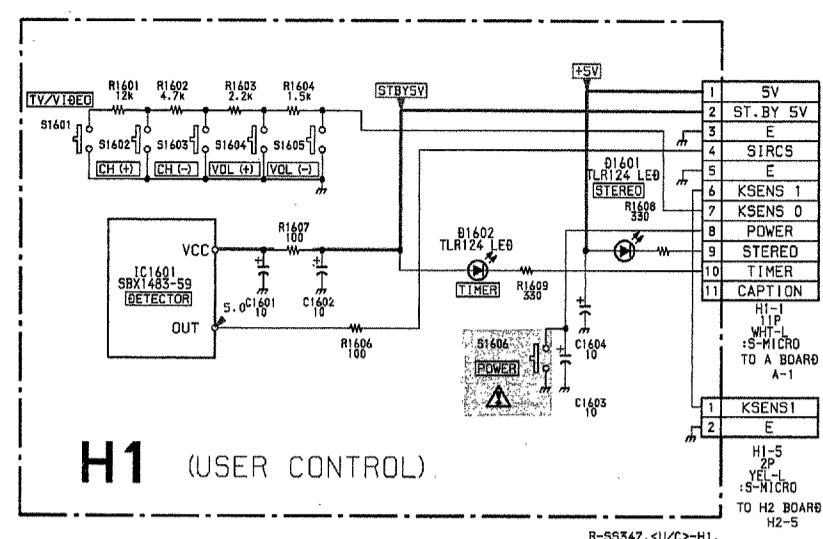 R1601 R1602 R1603 R1604
12k 4.7k 2.2k 1.5k
TV/VIDEO
S1601 S1602 S1603 S1604 S1605
CH (+) CH (-) VOL (+) VOL (-)
STBY5V
+5V
1 5V
2 ST.BY 5V
3 E
4 SIRCS
5 E
6 KSENS 1
7 KSENS 0
8 POWER
9 STEREO
10 TIMER
11 CAPTION
D1601
TLR124 LED
STEREO
R1608
330
D1602
TLR124 LED
TIMER
R1609
330
R1607
100
VCC
IC1601
SBX1483-59
DETECTOR
OUT
5.0
C1601
10
C1602
10
R1606
100
S1606
POWER
C1604
10
C1603
10
H1-1
11P
WHT-L
:S-MICRO
TO A BOARD
A-1
1 KSENS1
2 E
H1-5
2P
YEL-L
:S-MICRO
TO H2 BOARD
H2-5
H1 (USER CONTROL)
R-SS347.<U/C>-H1.